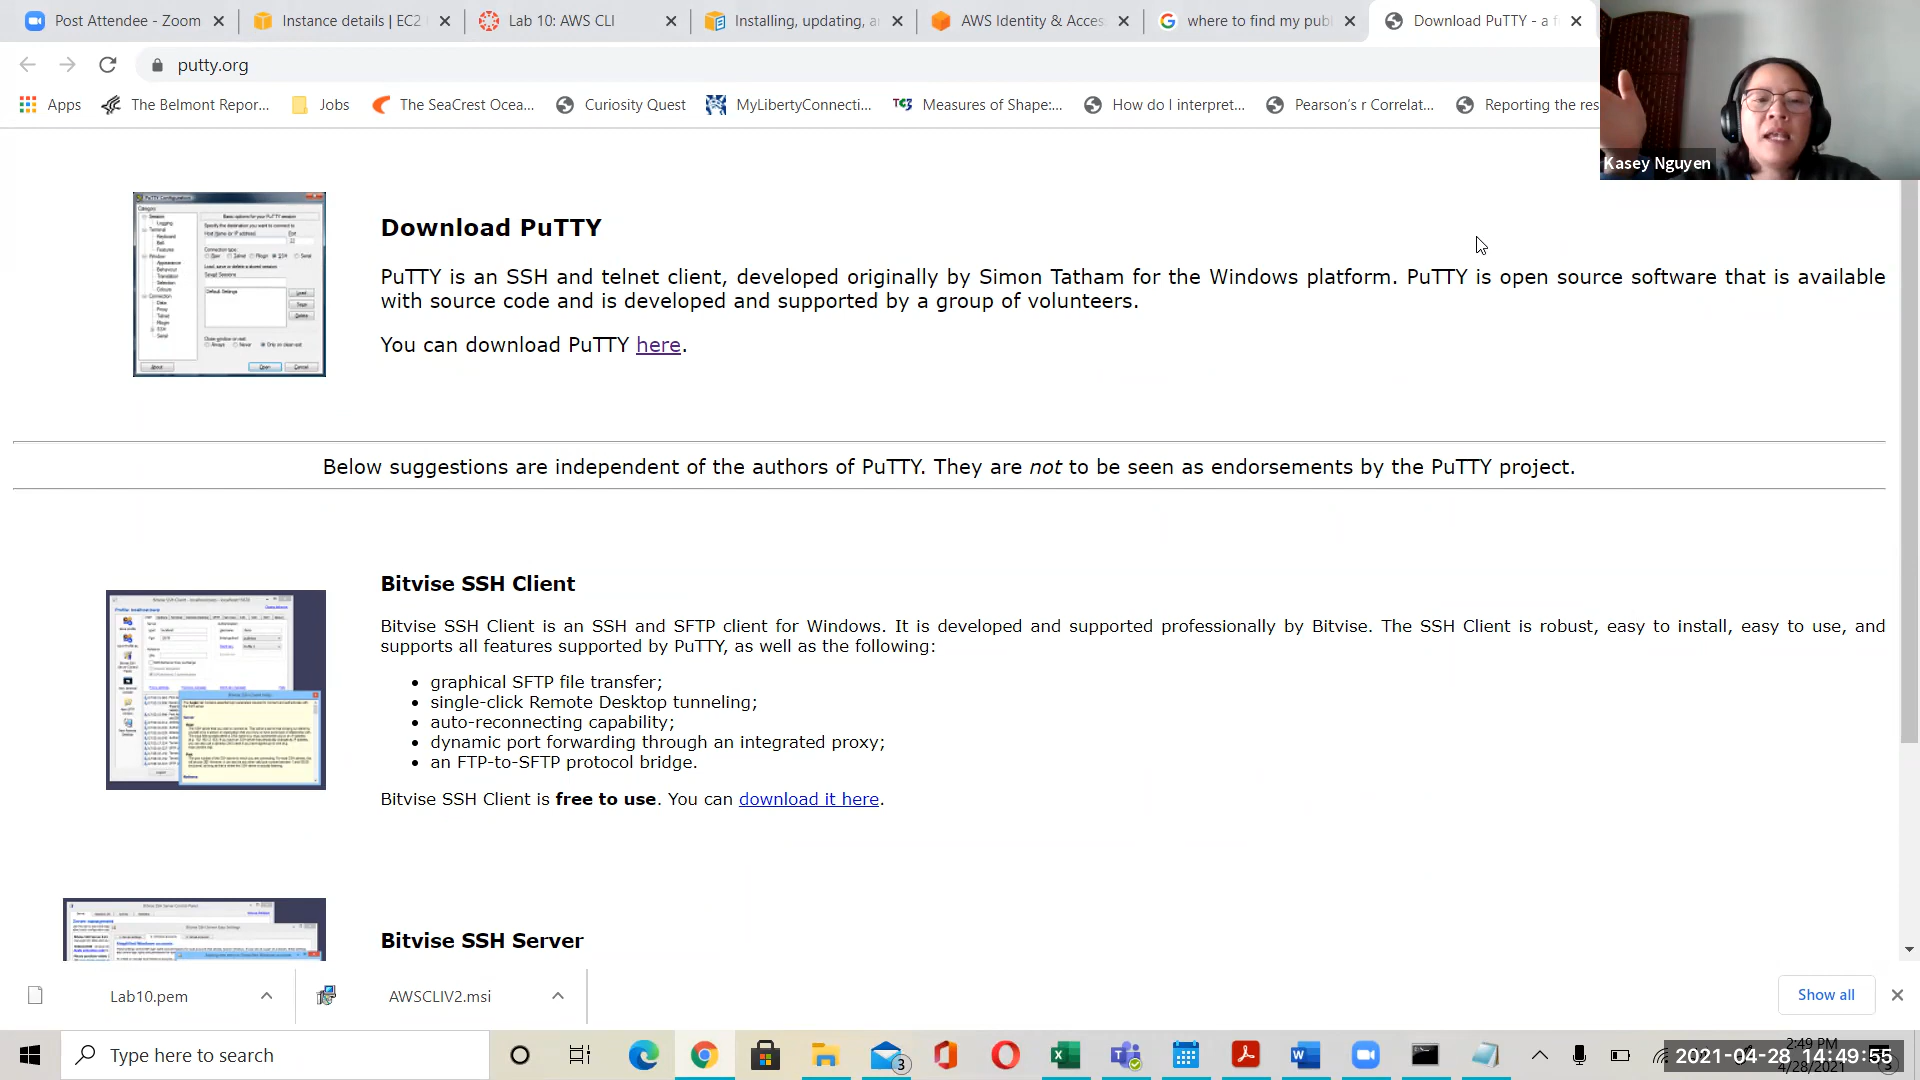 Post Attendee - Zoom
Instance details | EC2
Lab 10: AWS CLI
Installing, updating, a
AWS Identity & Acces
where to find my pub
Download PuTTY - a f
putty.org
Apps
The Belmont Repor...
Jobs
The SeaCrest Ocea...
Curiosity Quest
MyLibertyConnecti...
Measures of Shape:...
How do I interpret...
Pearson's r Correlat...
Reporting the res
Kasey Nguyen
Download PuTTY
PuTTY is an SSH and telnet client, developed originally by Simon Tatham for the Windows platform. PuTTY is open source software that is available
with source code and is developed and supported by a group of volunteers.
You can download PuTTY here.
Below suggestions are independent of the authors of PuTTY. They are not to be seen as endorsements by the PuTTY project.
Bitvise SSH Client
Bitvise SSH Client is an SSH and SFTP client for Windows. It is developed and supported professionally by Bitvise. The SSH Client is robust, easy to install, easy to use, and
supports all features supported by PuTTY, as well as the following:
• graphical SFTP file transfer;
• single-click Remote Desktop tunneling;
• auto-reconnecting capability;
• dynamic port forwarding through an integrated proxy;
• an FTP-to-SFTP protocol bridge.
Bitvise SSH Client is free to use. You can download it here.
Bitvise SSH Server
Lab10.pem
AWSCLIV2.msi
Show all
Type here to search
3
2:49 PM
2021-04-28 14:49:55
4/28/2021